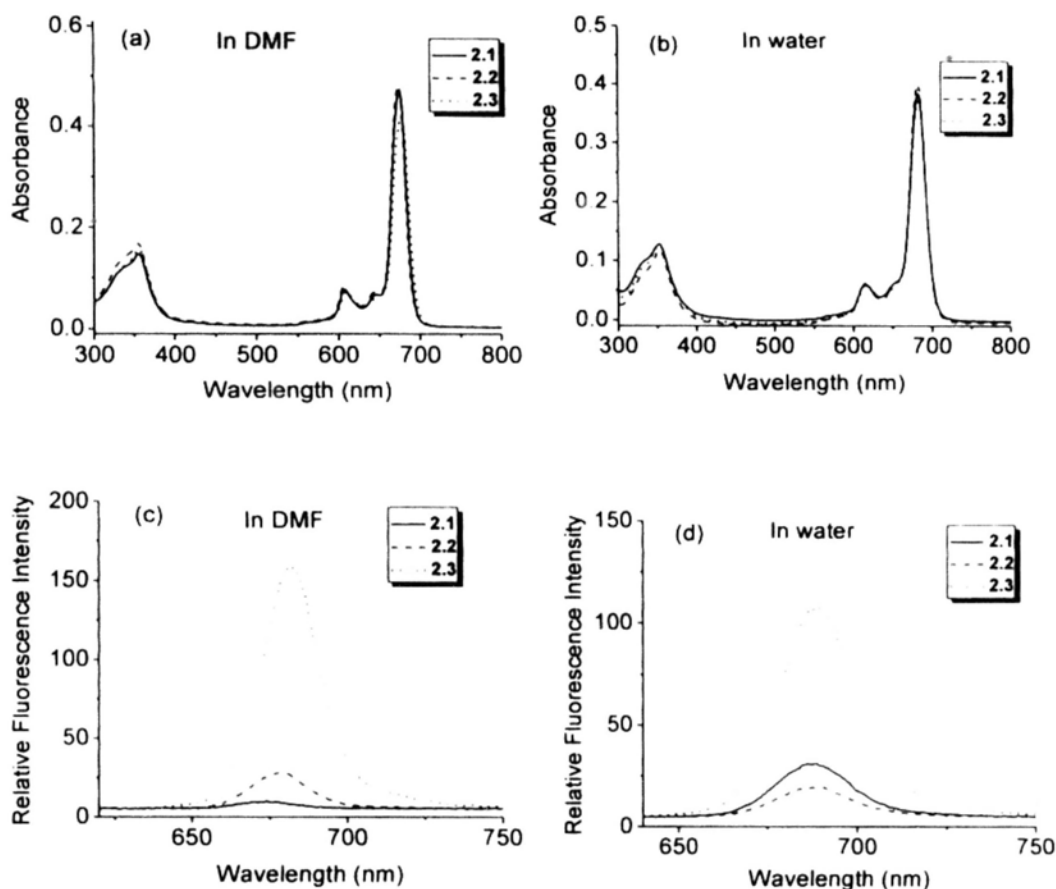 (a) In DMF
2.1
2.2
2.3
0.6
0.4
0.2
0.0
Absorbance
300 400 500 600 700 800
Wavelength (nm)
(b) In water
2.1
2.2
2.3
0.5
0.4
0.3
0.2
0.1
0.0
Absorbance
300 400 500 600 700 800
Wavelength (nm)
(c) In DMF
2.1
2.2
2.3
200
150
100
50
0
Relative Fluorescence Intensity
650 700 750
Wavelength (nm)
(d) In water
2.1
2.2
2.3
150
100
50
0
Relative Fluorescence Intensity
650 700 750
Wavelength (nm)